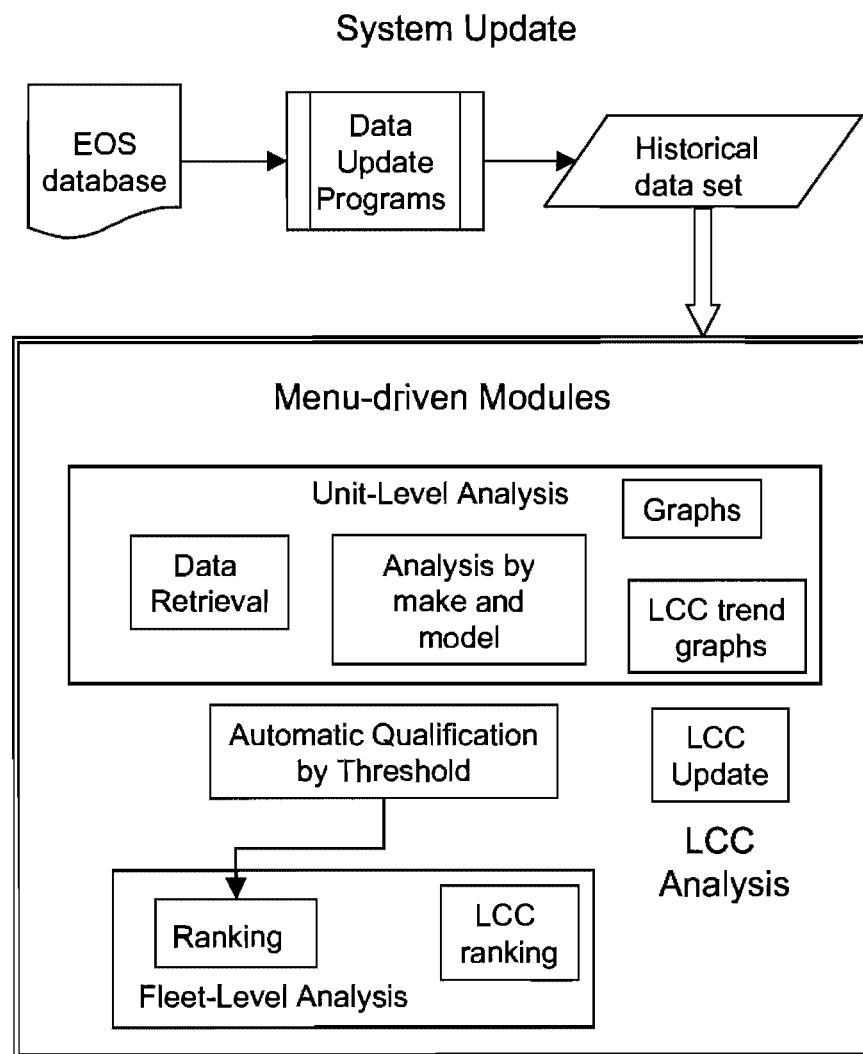 System Update
EOS
database
Data
Update
Programs
Historical
data set
Menu-driven Modules
Unit-Level Analysis
Graphs
Data
Retrieval
Analysis by
make and
model
LCC trend
graphs
Automatic Qualification
by Threshold
LCC
Update
LCC
Analysis
Ranking
LCC
ranking
Fleet-Level Analysis